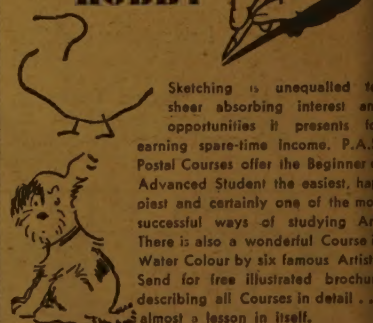 HOBBY
Sketching is unequalled
sheer absorbing interest
opportunities it presents
earning spare-time income. P.A.
Postal Courses offer the Beginner
Advanced Student the easiest,
piest and certainly one of the
successful ways of studying
There is also a wonderful Course
Water Colour by six famous
Send for free illustrated
describing all Courses in detail . .
almost a lesson in itself.